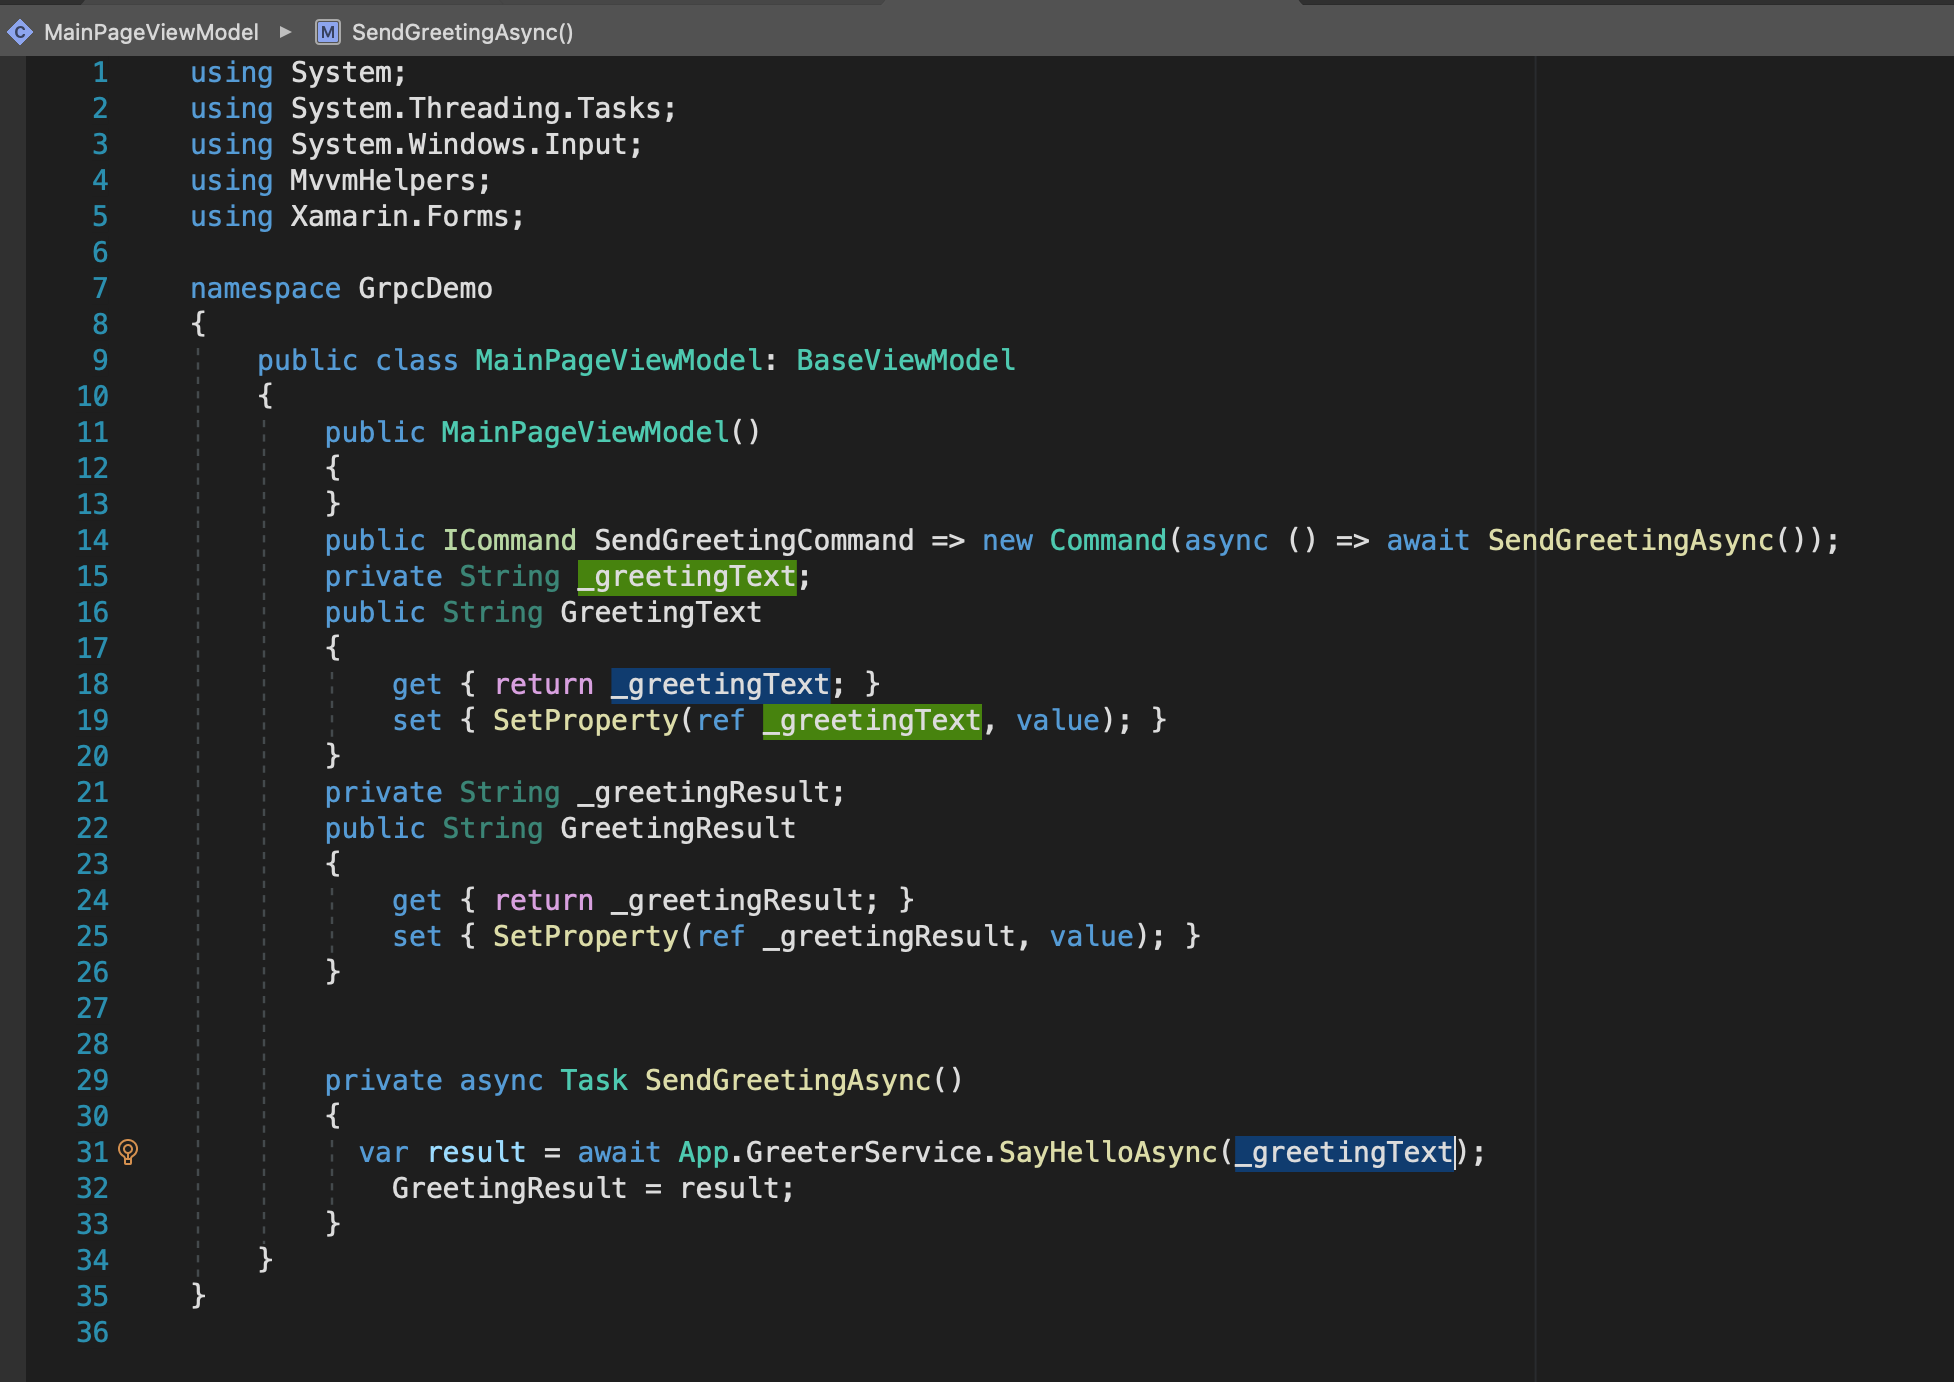 MainPageViewModel ▶ M SendGreetingAsync()
1 using System;
2 using System.Threading.Tasks;
3 using System.Windows.Input;
4 using MvvmHelpers;
5 using Xamarin.Forms;
6
7 namespace GrpcDemo
8 {
9     public class MainPageViewModel: BaseViewModel
10     {
11         public MainPageViewModel()
12         {
13         }
14         public ICommand SendGreetingCommand => new Command(async () => await SendGreetingAsync());
15         private String _greetingText;
16         public String GreetingText
17         {
18             get { return _greetingText; }
19             set { SetProperty(ref _greetingText, value); }
20         }
21         private String _greetingResult;
22         public String GreetingResult
23         {
24             get { return _greetingResult; }
25             set { SetProperty(ref _greetingResult, value); }
26         }
27
28
29         private async Task SendGreetingAsync()
30         {
31           var result = await App.GreeterService.SayHelloAsync(_greetingText);
32             GreetingResult = result;
33         }
34     }
35 }
36